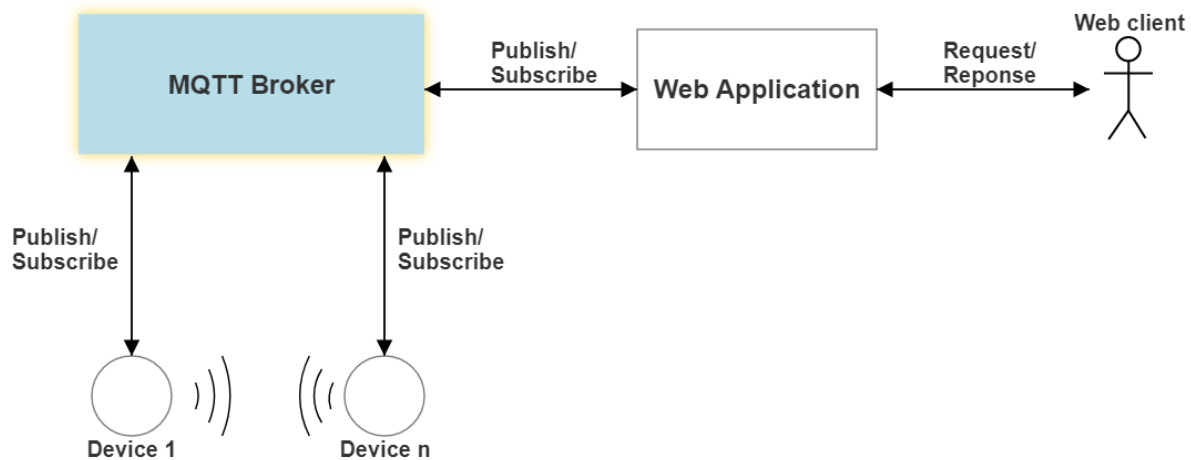 Web client
MQTT Broker
Publish/
Subscribe
Web Application
Request/
Reponse
Publish/
Subscribe
Publish/
Subscribe
Device 1
Device n